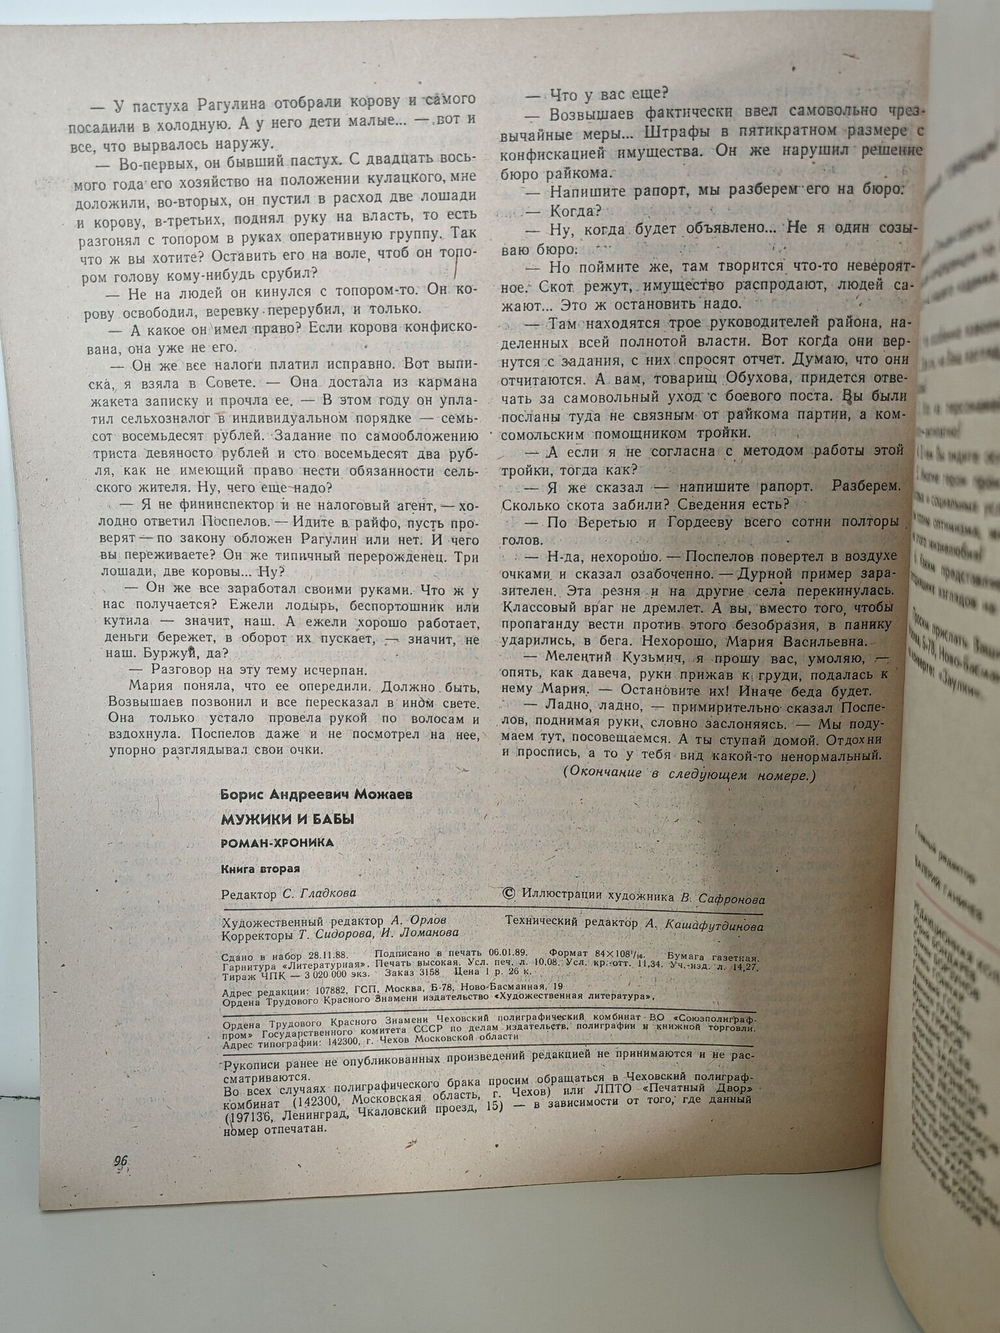 — У пастуха Рагулина отобрали корову и самого
посадили в холодную. А у него дети малые... — вот и
все, что вырвалось наружу.
— Во-первых, он бывший пастух. С двадцать вось-
мого года его хозяйство на положении кулацкого, мне
доложили, во-вторых, он пустил в расход две лошади
и корову, в-третьих, поднял руку на власть, то есть
разгонял с топором в руках оперативную группу. Так
что ж вы хотите? Оставить его на воле, чтоб он топо-
ром голову кому-нибудь срубил?
— Не на людей он кинулся с топором-то. Он ко-
рову освободил, веревку перерубил, и только.
— А какое он имел право? Если корова конфиско-
вана, она уже не его.
— Он же все налоги платил исправно. Вот выпи-
ска, я взяла в Совете. — Она достала из кармана
жакета записку и прочла ее. — В этом году он упла-
тил сельхозналог в индивидуальном порядке — семь-
сот восемьдесят рублей. Задание по самообложению
триста девяносто рублей и сто восемьдесят два руб-
ля, как не имеющий право нести обязанности сель-
ского жителя. Ну, чего еще надо?
— Я не фининспектор и не налоговый агент, — хо-
лодно ответил Поспелов. — Идите в райфо, пусть про-
верят — по закону обложен Рагулин или нет. И чего
вы переживаете? Он же типичный перерожденец. Три
лошади, две коровы... Ну?
— Он же все заработал своими руками. Что ж у
нас получается? Ежели лодырь, беспортошник или
кутила — значит, наш. А ежели хорошо работает,
деньги бережет, в оборот их пускает, — значит, не
наш. Буржуй, да?
— Разговор на эту тему исчерпан.
Мария поняла, что ее опередили. Должно быть,
Возвышаев позвонил и все пересказал в ином свете.
Она только устало провела рукой по волосам и
вздохнула. Поспелов даже и не посмотрел на нее,
упорно разглядывал свои очки.
— Что у вас еще?
— Возвышаев фактически ввел самовольно чрез-
вычайные меры... Штрафы в пятикратном размере с
конфискацией имущества. Он же нарушил решение
бюро райкома.
— Напишите рапорт, мы разберем его на бюро.
— Когда?
— Ну, когда будет объявлено... Не я один созы-
ваю бюро.
— Но поймите же, там творится что-то невероят-
ное. Скот режут, имущество распродают, людей са-
жают... Это ж остановить надо.
— Там находятся трое руководителей района, на-
деленных всей полнотой власти. Вот когда они вер-
нутся с задания, с них спросят отчет. Думаю, что они
отчитаются. А вам, товарищ Обухова, придется отве-
чать за самовольный уход с боевого поста. Вы были
посланы туда не связным от райкома партии, а ком-
сомольским помощником тройки.
— А если я не согласна с методом работы этой
тройки, тогда как?
— Я же сказал — напишите рапорт. Разберем.
Сколько скота забили? Сведения есть?
— По Веретью и Гордееву всего сотни полторы
голов.
— Н-да, нехорошо. — Поспелов повертел в воздухе
очками и сказал озабоченно. — Дурной пример зара-
зителен. Эта резня и на другие села перекинулась.
Классовый враг не дремлет. А вы, вместо того, чтобы
пропаганду вести против этого безобразия, в панику
ударились, в бега. Нехорошо, Мария Васильевна.
— Мелентий Кузьмич, я прошу вас, умоляю, —
опять, как давеча, руки прижав к груди, подалась к
нему Мария. — Остановите их! Иначе беда будет.
— Ладно, ладно, — примирительно сказал Поспе-
лов, поднимая руки, словно заслоняясь. — Мы поду-
маем тут, посовещаемся. А ты ступай домой. Отдохни
и проспись, а то у тебя вид какой-то ненормальный.
(Окончание в следующем номере.)
Борис Андреевич Можаев
МУЖИКИ И БАБЫ
РОМАН-ХРОНИКА
Книга вторая
Редактор С. Гладкова
© Иллюстрации художника В. Сафронова
Художественный редактор А. Орлов
Технический редактор А. Кашафутдинова
Корректоры Т. Сидорова, И. Ломанова
Сдано в набор 28.11.88. Подписано в печать 06.01.89. Формат 84×108¹/₁₆. Бумага газетная.
Гарнитура «Литературная». Печать высокая. Усл. печ. л. 10,08. Усл. кр.-отт. 11,34. Уч.-изд. л. 14,27.
Тираж ЧПК — 3 020 000 экз. Заказ 3158 Цена 1 р. 26 к.
Адрес редакции: 107882, ГСП, Москва, Б-78, Ново-Басманная, 19
Ордена Трудового Красного Знамени издательство «Художественная литература».
Ордена Трудового Красного Знамени Чеховский полиграфический комбинат ВО «Союзполиграф-
пром» Государственного комитета СССР по делам издательств, полиграфии и книжной торговли.
Адрес типографии: 142300, г. Чехов Московской области
Рукописи ранее не опубликованных произведений редакцией не принимаются и не рас-
сматриваются.
Во всех случаях полиграфического брака просим обращаться в Чеховский полиграф-
комбинат (142300, Московская область, г. Чехов) или ЛПТО «Печатный Двор»
(197136, Ленинград, Чкаловский проезд, 15) — в зависимости от того, где данный
номер отпечатан.
96